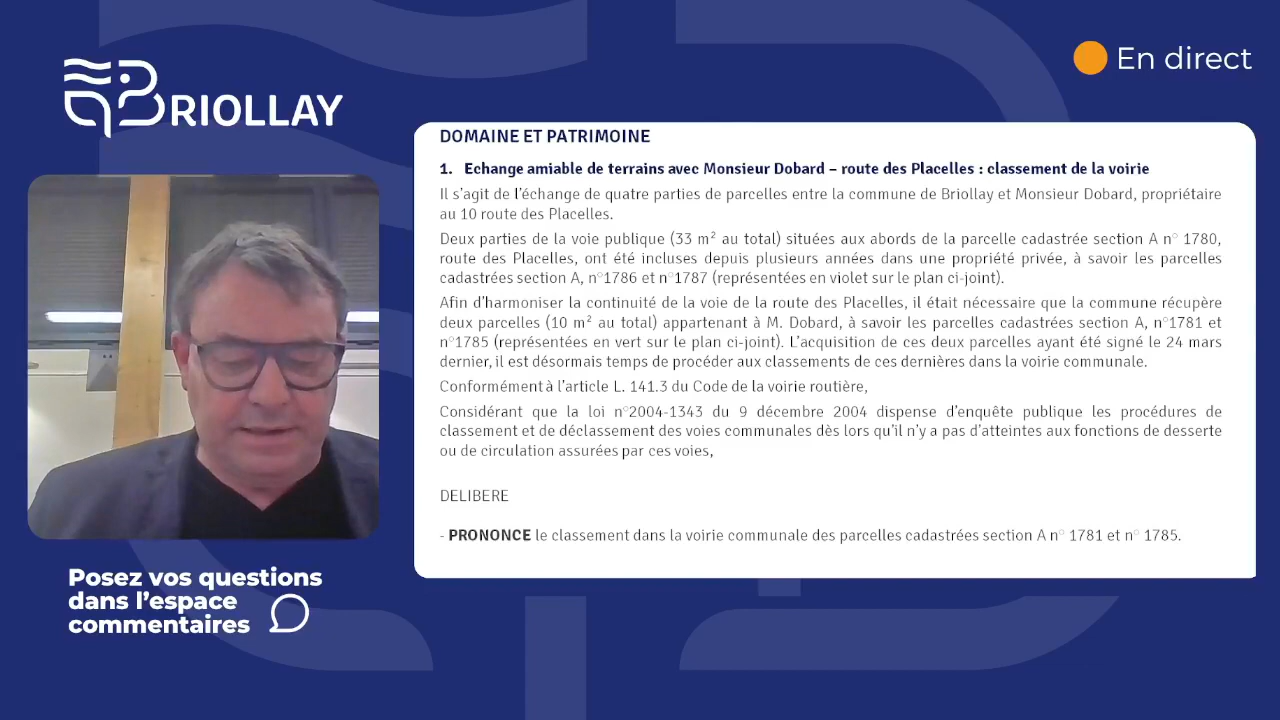 BRIOLLAY
En direct
DOMAINE ET PATRIMOINE
1. Echange amiable de terrains avec Monsieur Dobard – route des Placelles : classement de la voirie
Il s'agit de l'échange de quatre parties de parcelles entre la commune de Briollay et Monsieur Dobard, propriétaire
au 10 route des Placelles.
Deux parties de la voie publique (33 m² au total) situées aux abords de la parcelle cadastrée section A n° 1780,
route des Placelles, ont été incluses depuis plusieurs années dans une propriété privée, à savoir les parcelles
cadastrées section A, n°1786 et n°1787 (représentées en violet sur le plan ci-joint).
Afin d'harmoniser la continuité de la voie de la route des Placelles, il était nécessaire que la commune récupère
deux parcelles (10 m² au total) appartenant à M. Dobard, à savoir les parcelles cadastrées section A, n°1781 et
n°1785 (représentées en vert sur le plan ci-joint). L'acquisition de ces deux parcelles ayant été signé le 24 mars
dernier, il est désormais temps de procéder aux classements de ces dernières dans la voirie communale.
Conformément à l'article L. 141.3 du Code de la voirie routière,
Considérant que la loi n°2004-1343 du 9 décembre 2004 dispense d'enquête publique les procédures de
classement et de déclassement des voies communales dès lors qu'il n'y a pas d'atteintes aux fonctions de desserte
ou de circulation assurées par ces voies,
DELIBERE
- PRONONCE le classement dans la voirie communale des parcelles cadastrées section A n° 1781 et n° 1785.
Posez vos questions
dans l'espace
commentaires